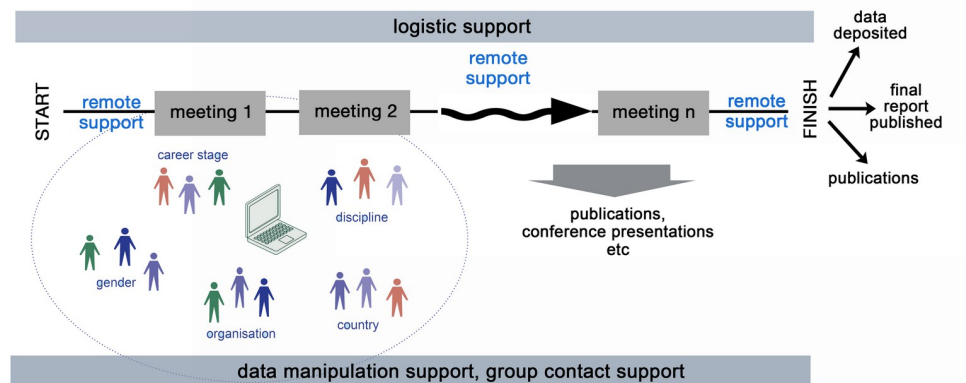 logistic support
START
remote
support
meeting 1
meeting 2
remote
support
meeting n
remote
support
FINISH
data
deposited
final
report
published
publications
career stage
discipline
gender
organisation
country
publications,
conference presentations
etc
data manipulation support, group contact support